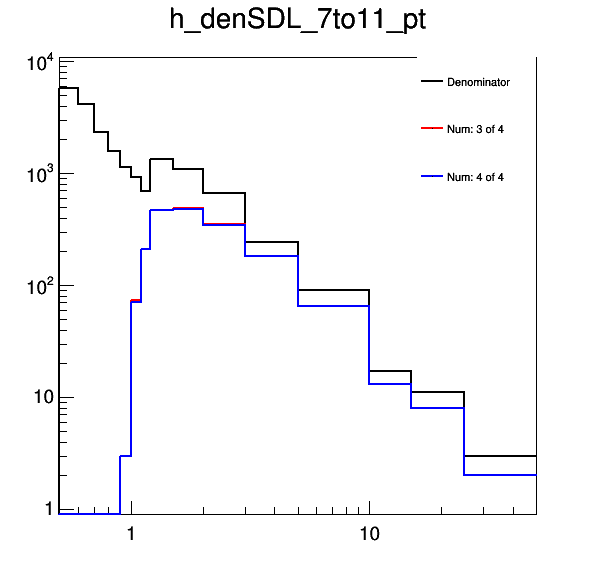 h_denSDL_7to11_pt
10^4
Denominator
Num: 3 of 4
10^3
Num: 4 of 4
10^2
10
1
1 10